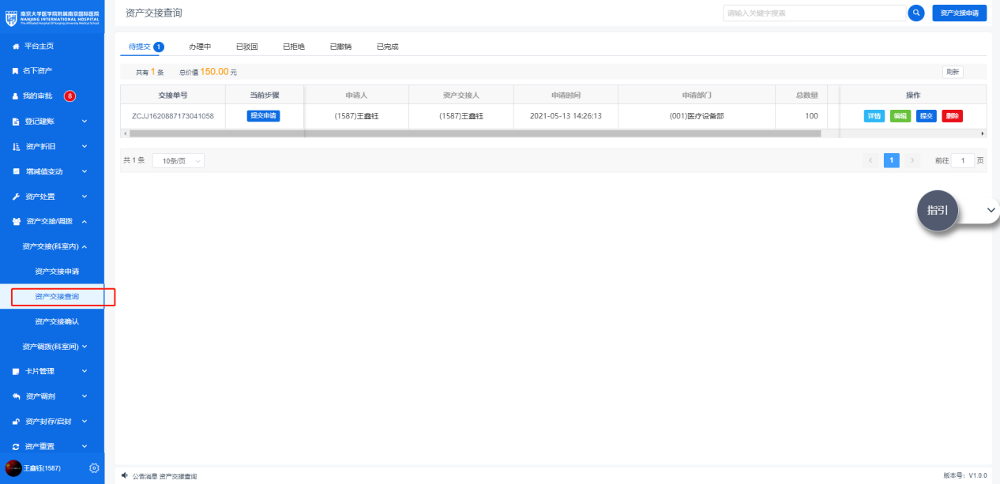 南京大学医学院附属南京国际医院
NANJING INTERNATIONAL HOSPITAL
The Affiliated Hospital Of Nanjing University Medical School
平台主页
名下资产
我的审批 8
登记建账
资产折旧
增减值变动
资产处置
资产交接/调拨
资产交接(科室内)
资产交接申请
资产交接查询
资产交接确认
资产调拨(科室间)
卡片管理
资产调剂
资产封存/启封
资产重置
王鑫钰(1587)
资产交接查询
请输入关键字搜素
资产交接申请
待提交 1 办理中 已驳回 已拒绝 已撤销 已完成
共有 1 条 总价值 150.00 元 刷新
交接单号 当前步骤 申请人 资产交接人 申请时间 申请部门 总数量 操作
ZCJJ1620887173041058 提交申请 (1587)王鑫钰 (1587)王鑫钰 2021-05-13 14:26:13 (001)医疗设备部 100 详情 编辑 提交 删除
共 1 条 10条/页 1 前往 1 页
指引
公告消息 资产交接查询
版本号：V1.0.0